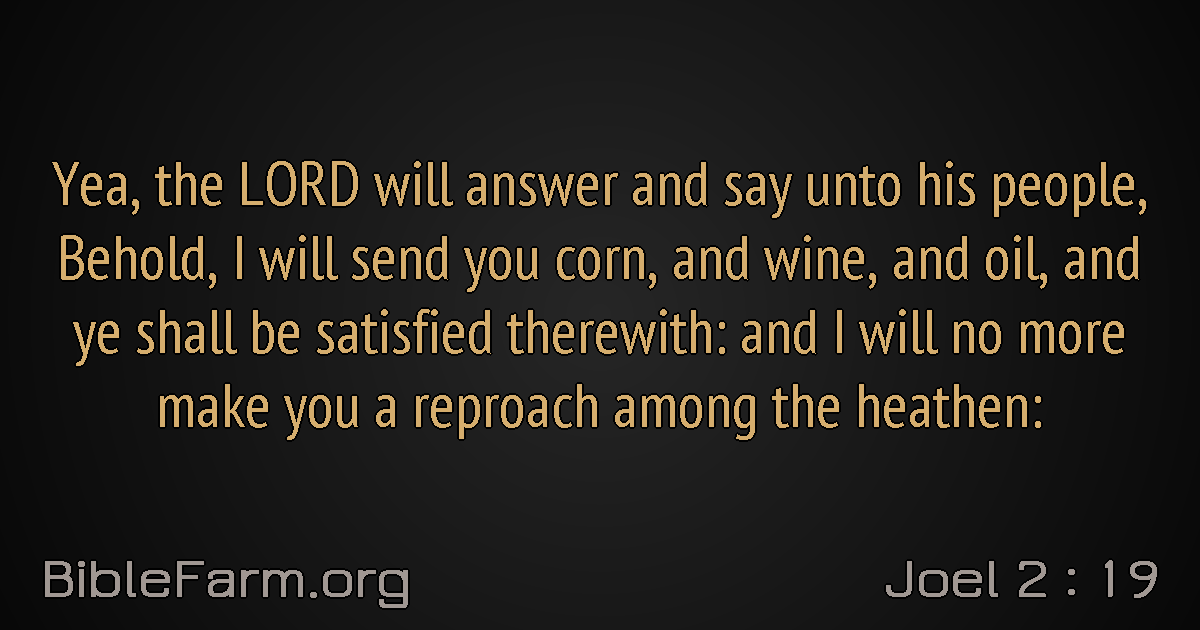 Yea, the LORD will answer and say unto his people,
Behold, I will send you corn, and wine, and oil, and
ye shall be satisfied therewith: and I will no more
make you a reproach among the heathen:
BibleFarm.org
Joel 2 : 19